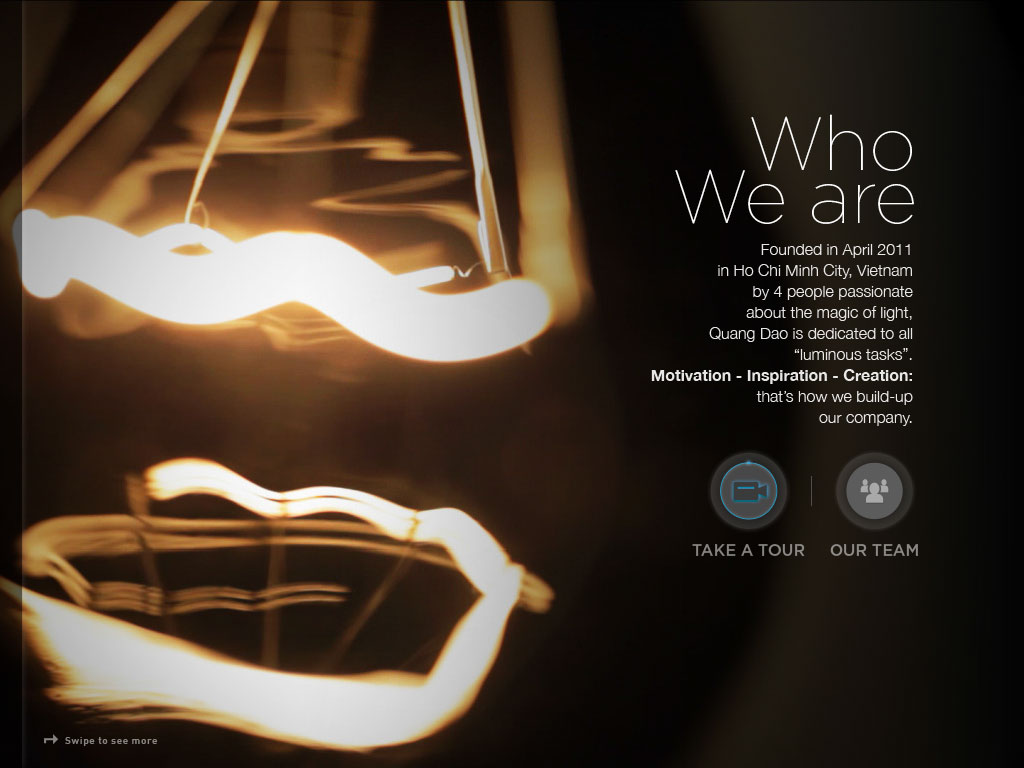 Who
We are
Founded in April 2011
in Ho Chi Minh City, Vietnam
by 4 people passionate
about the magic of light,
Quang Dao is dedicated to all
“luminous tasks”.
Motivation - Inspiration - Creation:
that’s how we build-up
our company.
TAKE A TOUR
OUR TEAM
Swipe to see more